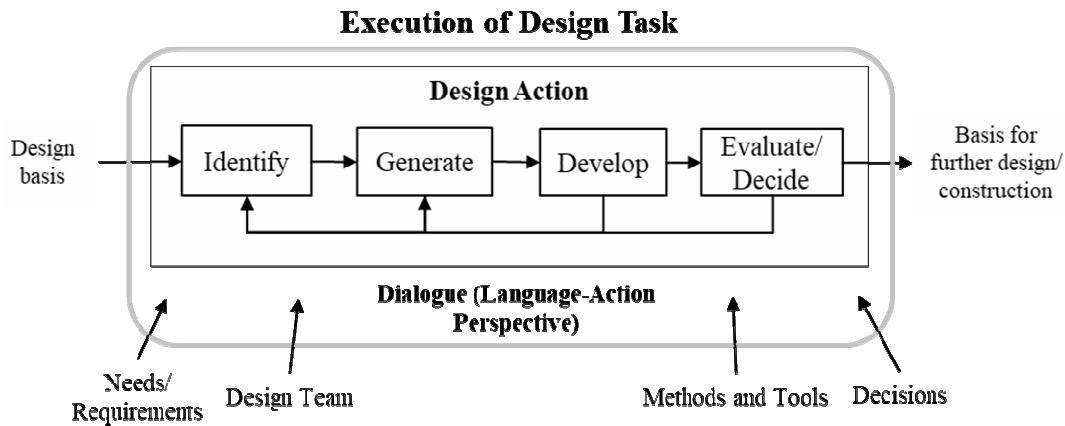 Execution of Design Task
Design Action
Design
basis
Identify
Generate
Develop
Evaluate/
Decide
Basis for
further design/
construction
Dialogue (Language-Action
Perspective)
Needs/
Requirements
Design Team
Methods and Tools
Decisions